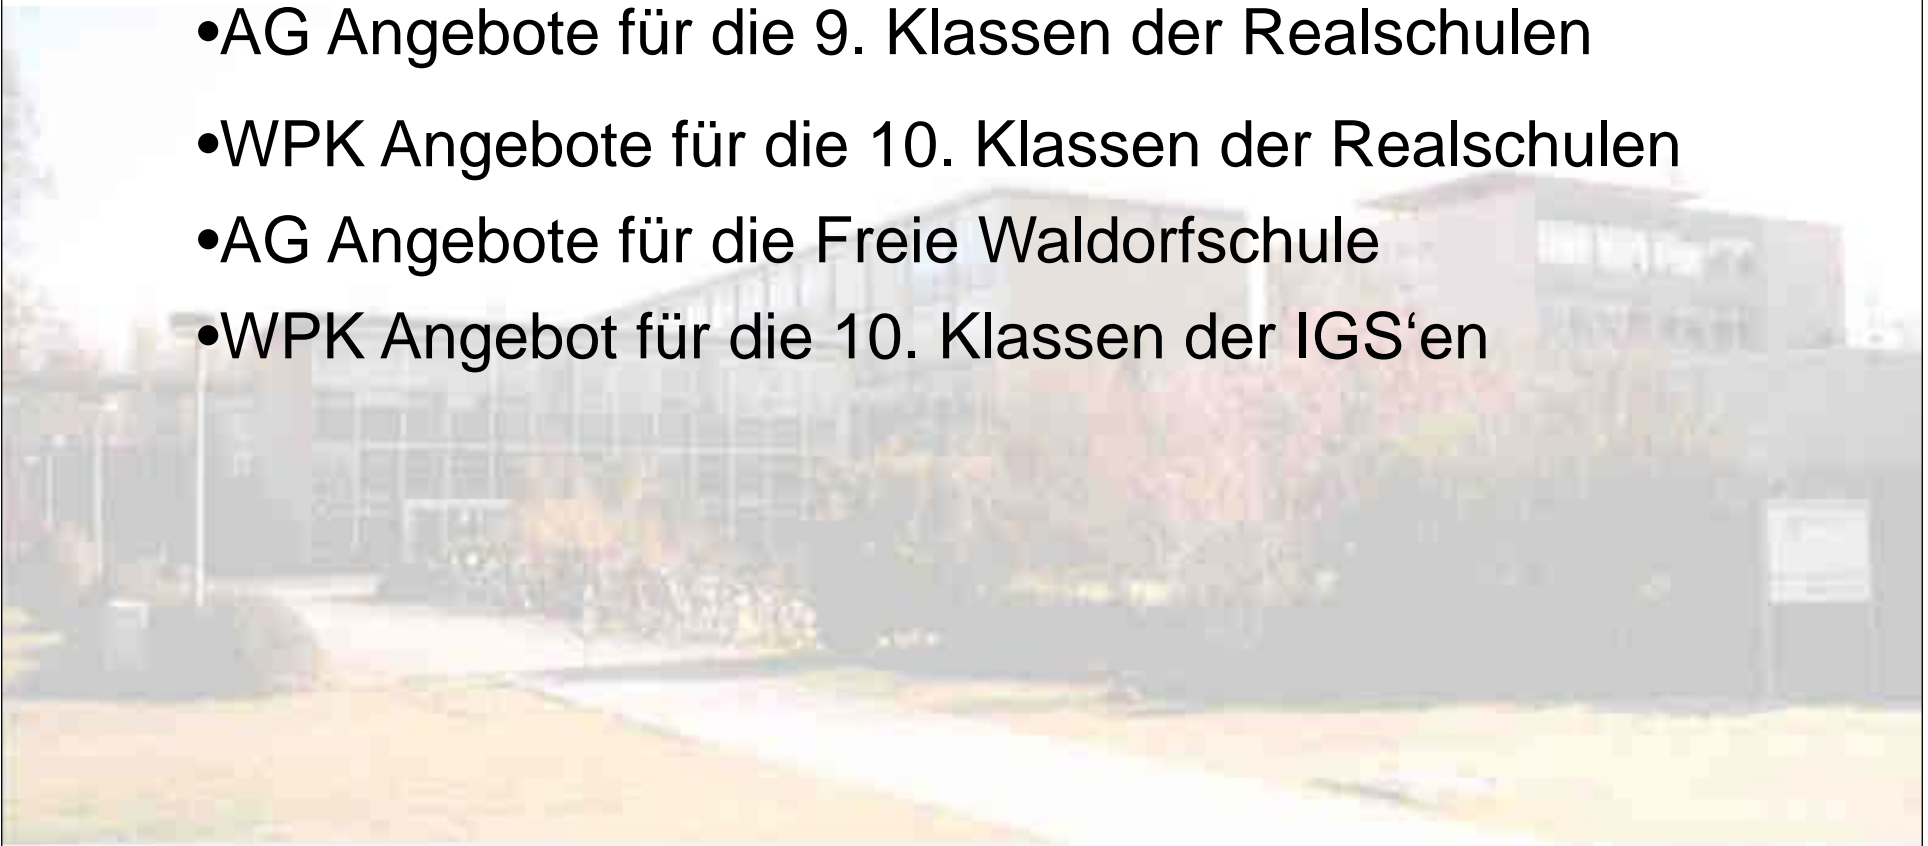 •AG Angebote für die 9. Klassen der Realschulen
•WPK Angebote für die 10. Klassen der Realschulen
•AG Angebote für die Freie Waldorfschule
•WPK Angebot für die 10. Klassen der IGS‘en